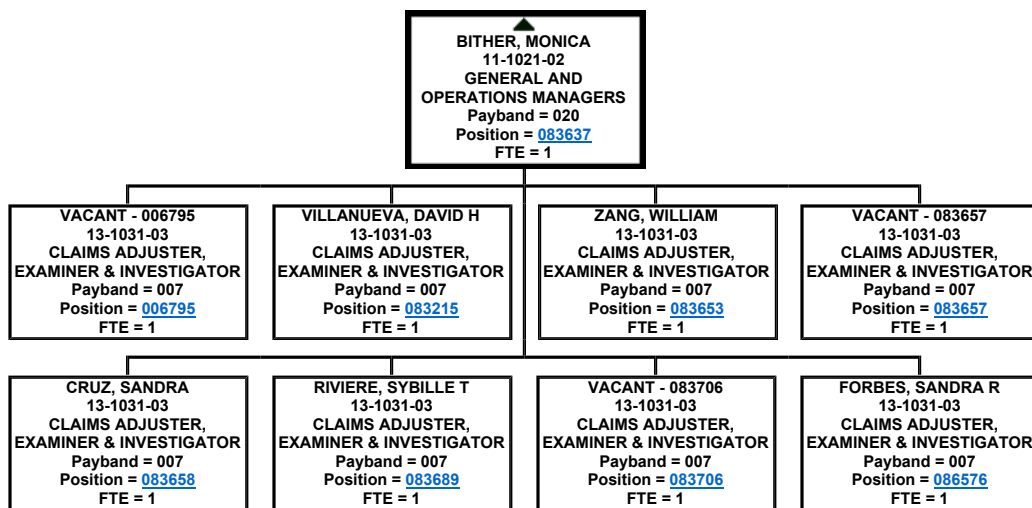 BITHER, MONICA
11-1021-02
GENERAL AND
OPERATIONS MANAGERS
Payband = 020
Position = 083637
FTE = 1
VACANT - 006795
13-1031-03
CLAIMS ADJUSTER,
EXAMINER & INVESTIGATOR
Payband = 007
Position = 006795
FTE = 1
VILLANUEVA, DAVID H
13-1031-03
CLAIMS ADJUSTER,
EXAMINER & INVESTIGATOR
Payband = 007
Position = 083215
FTE = 1
ZANG, WILLIAM
13-1031-03
CLAIMS ADJUSTER,
EXAMINER & INVESTIGATOR
Payband = 007
Position = 083653
FTE = 1
VACANT - 083657
13-1031-03
CLAIMS ADJUSTER,
EXAMINER & INVESTIGATOR
Payband = 007
Position = 083657
FTE = 1
CRUZ, SANDRA
13-1031-03
CLAIMS ADJUSTER,
EXAMINER & INVESTIGATOR
Payband = 007
Position = 083658
FTE = 1
RIVIERE, SYBILLE T
13-1031-03
CLAIMS ADJUSTER,
EXAMINER & INVESTIGATOR
Payband = 007
Position = 083689
FTE = 1
VACANT - 083706
13-1031-03
CLAIMS ADJUSTER,
EXAMINER & INVESTIGATOR
Payband = 007
Position = 083706
FTE = 1
FORBES, SANDRA R
13-1031-03
CLAIMS ADJUSTER,
EXAMINER & INVESTIGATOR
Payband = 007
Position = 086576
FTE = 1